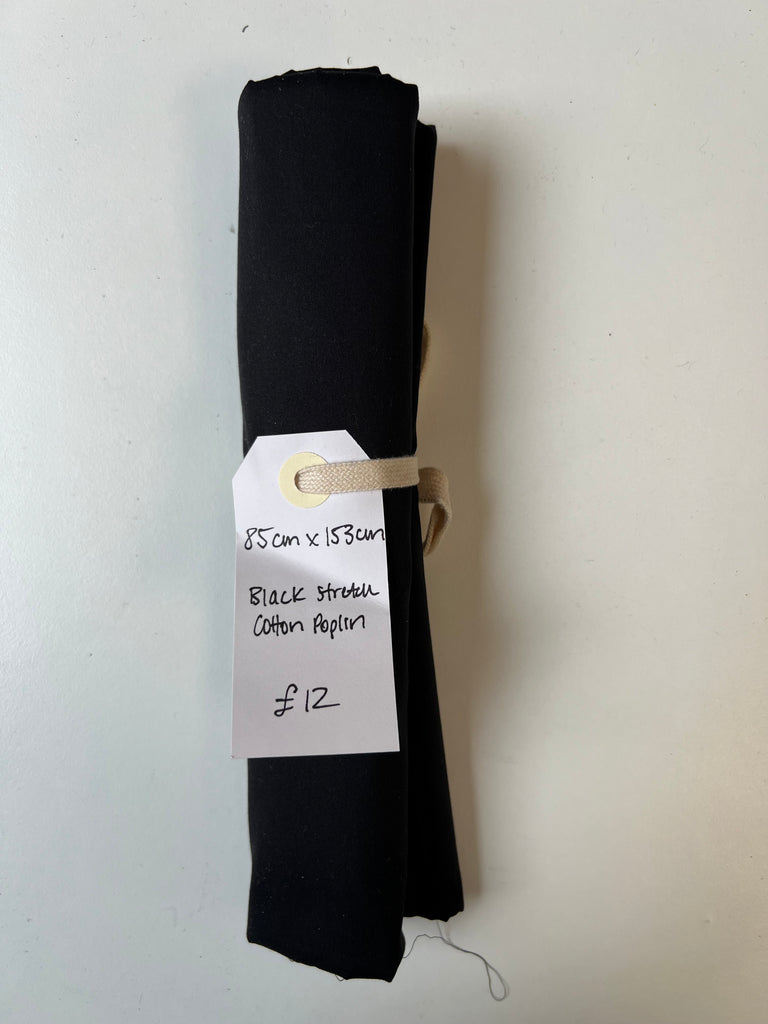 85cm x 153cm
Black stretch
Cotton Poplin
£12